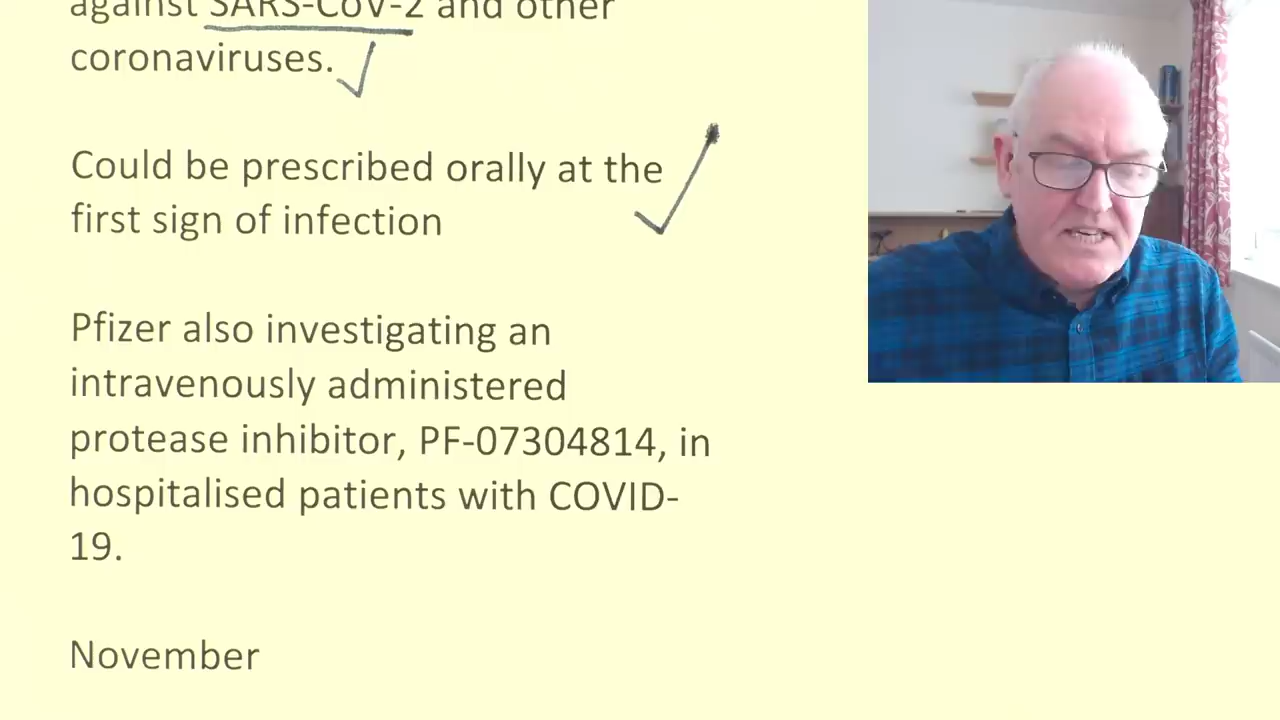 against SARS-CoV-2 and other
coronaviruses.
Could be prescribed orally at the
first sign of infection
Pfizer also investigating an
intravenously administered
protease inhibitor, PF-07304814, in
hospitalised patients with COVID-
19.
November